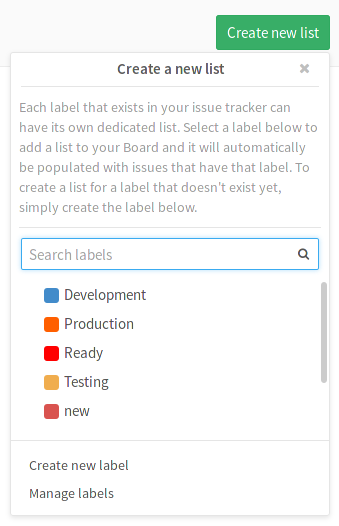 Create new list
Create a new list
Each label that exists in your issue tracker can
have its own dedicated list. Select a label below to
add a list to your Board and it will automatically
be populated with issues that have that label. To
create a list for a label that doesn't exist yet,
simply create the label below.
Search labels
Development
Production
Ready
Testing
new
Create new label
Manage labels